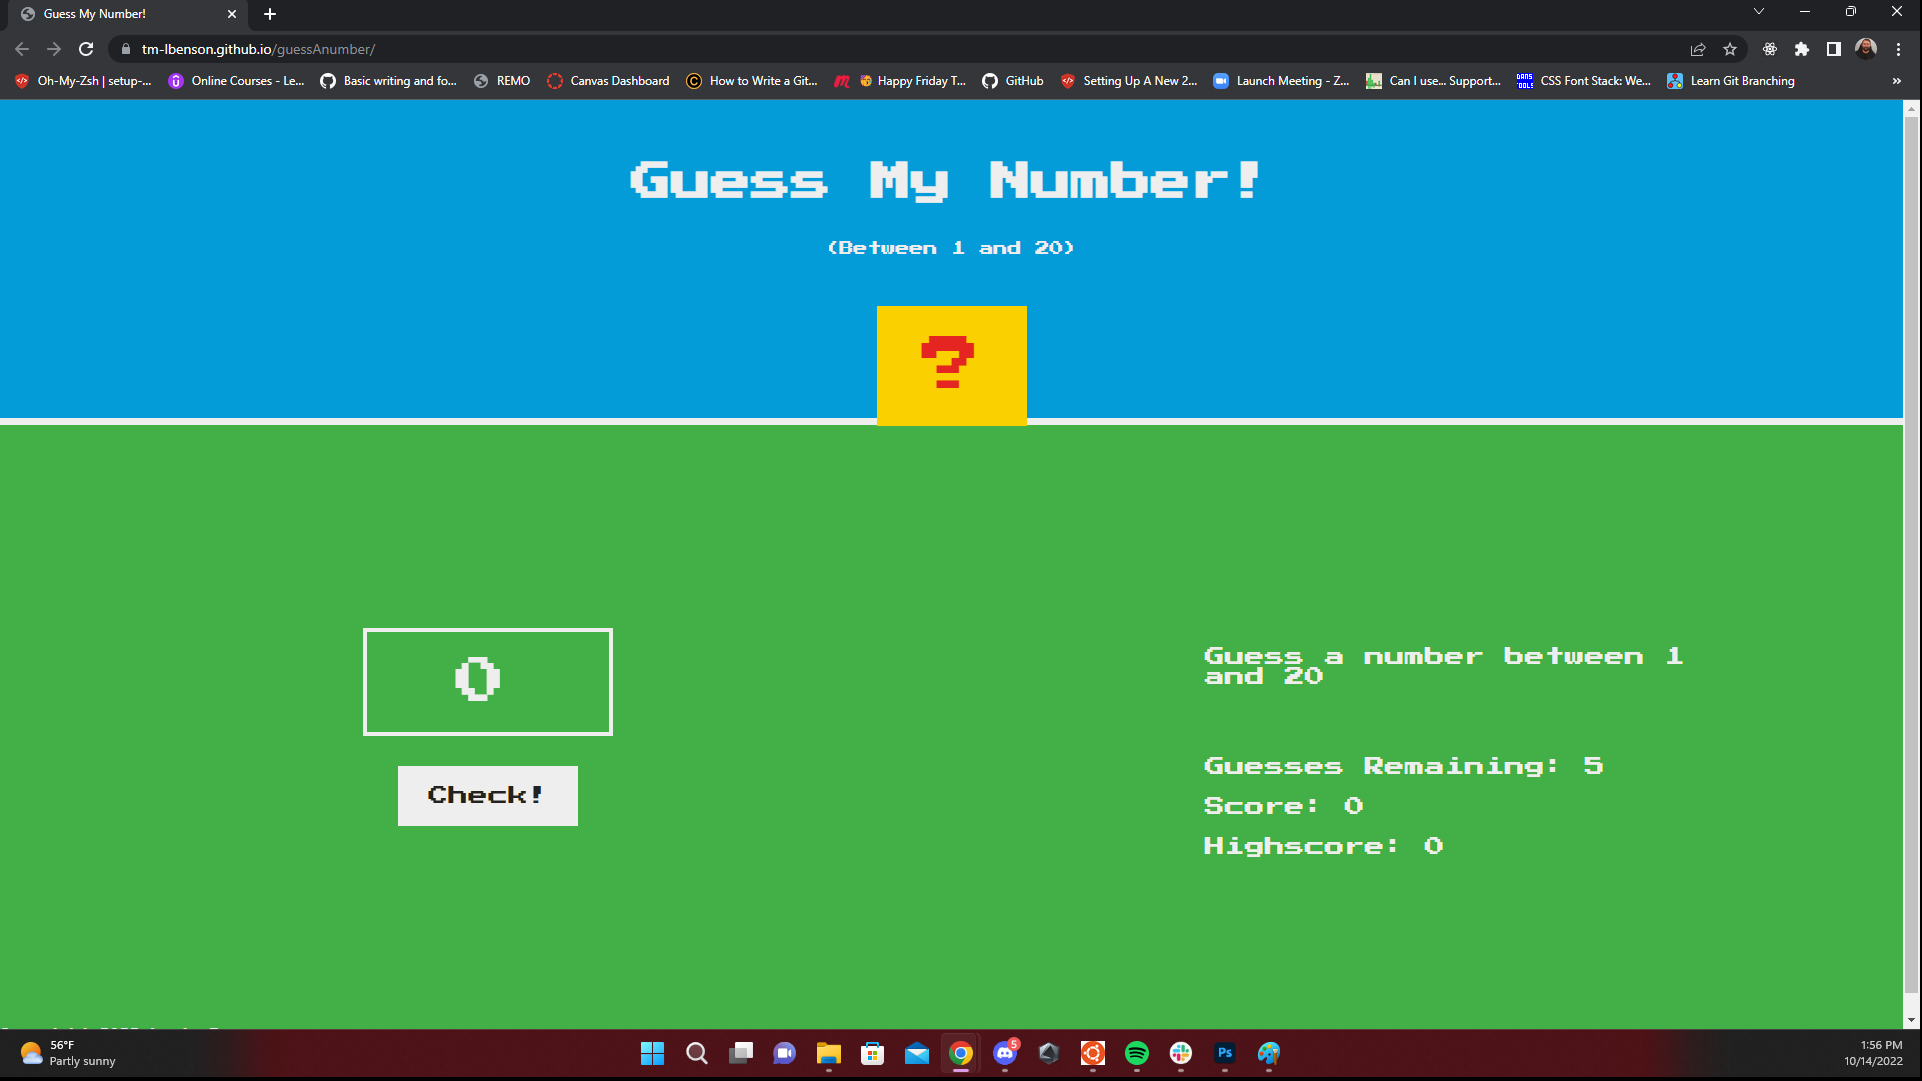 Guess My Number!
tm-lbenson.github.io/guessAnumber/
Oh-My-Zsh | setup-... Online Courses - Le... Basic writing and fo... REMO Canvas Dashboard How to Write a Git... Happy Friday T... GitHub Setting Up A New 2... Launch Meeting - Z... Can I use... Support... CSS Font Stack: We... Learn Git Branching »
Guess My Number!
(Between 1 and 20)
?
0
Check!
Guess a number between 1
and 20
Guesses Remaining: 5
Score: 0
Highscore: 0
56°F
Partly sunny
5
Ps
1:56 PM
10/14/2022